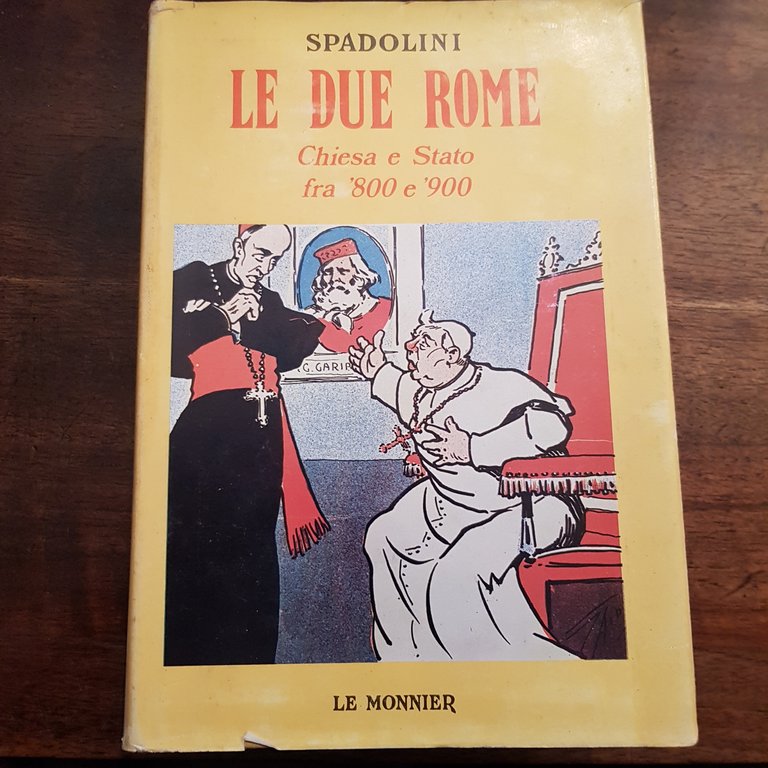 SPADOLINI
LE DUE ROME
Chiesa e Stato
fra '800 e '900
G. GARIB
LE MONNIER